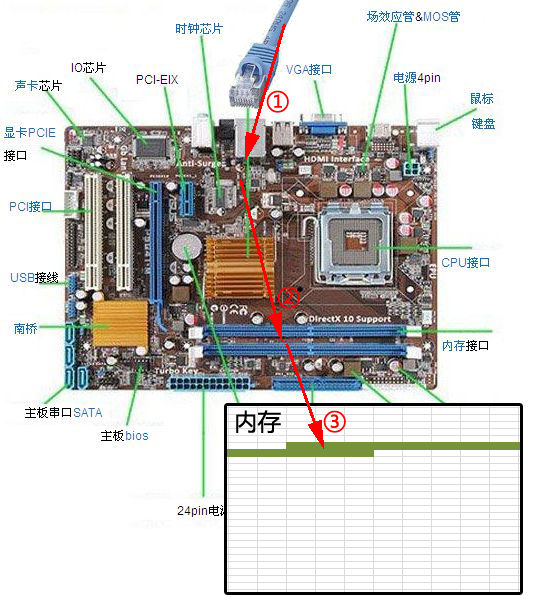 时钟芯片
场效应管&MOS管
IO芯片
PCI-EIX
VGA接口
电源4pin
声卡芯片
①
鼠标
键盘
显卡PCIE
接口
Anti-Surge
HDMI Interface
PCI接口
CPU接口
USB接线
②
DirectX 10 Support
南桥
内存接口
Turbo Key
主板串口SATA
内存
③
主板bios
24pin电源